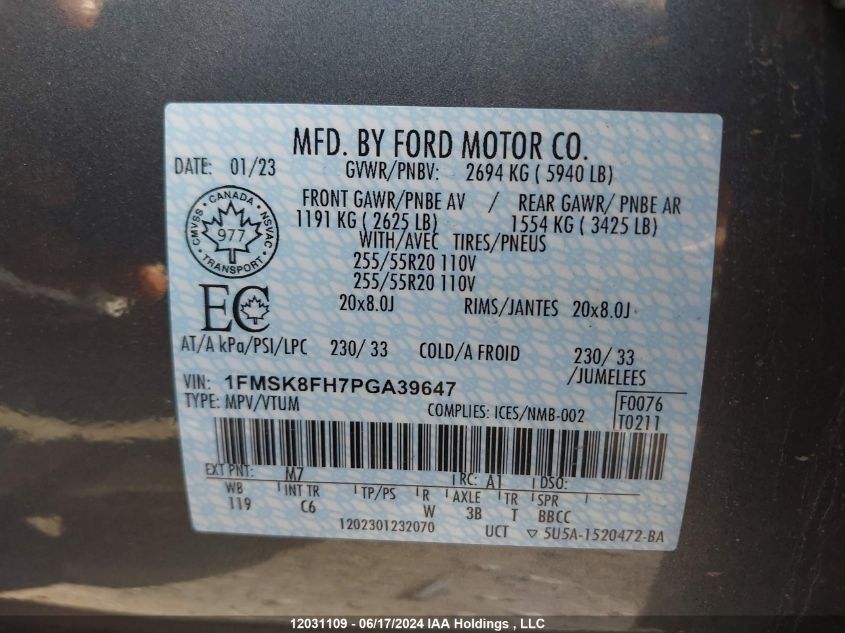 MFD. BY FORD MOTOR CO.
DATE: 01/23 GVWR/PNBV: 2694 KG ( 5940 LB)
FRONT GAWR/PNBE AV / REAR GAWR/ PNBE AR
1191 KG ( 2625 LB) 1554 KG ( 3425 LB)
WITH/AVEC TIRES/PNEUS
255/55R20 110V
255/55R20 110V
20x8.0J RIMS/JANTES 20x8.0J
CANADA
CMVSS 977 NSVAC
TRANSPORT
EC
AT/A kPa/PSI/LPC 230/ 33 COLD/A FROID 230/ 33
/JUMELEES
VIN: 1FMSK8FH7PGA39647
TYPE: MPV/VTUM COMPLIES: ICES/NMB-002
F0076
T0211
EXT PNT: M7 RC: A1 DSO:
WB INT TR TP/PS R AXLE TR SPR
119 C6 W 3B T BBCC
1202301232070 UCT ▽ 5U5A-1520472-BA
12031109 - 06/17/2024 IAA Holdings , LLC